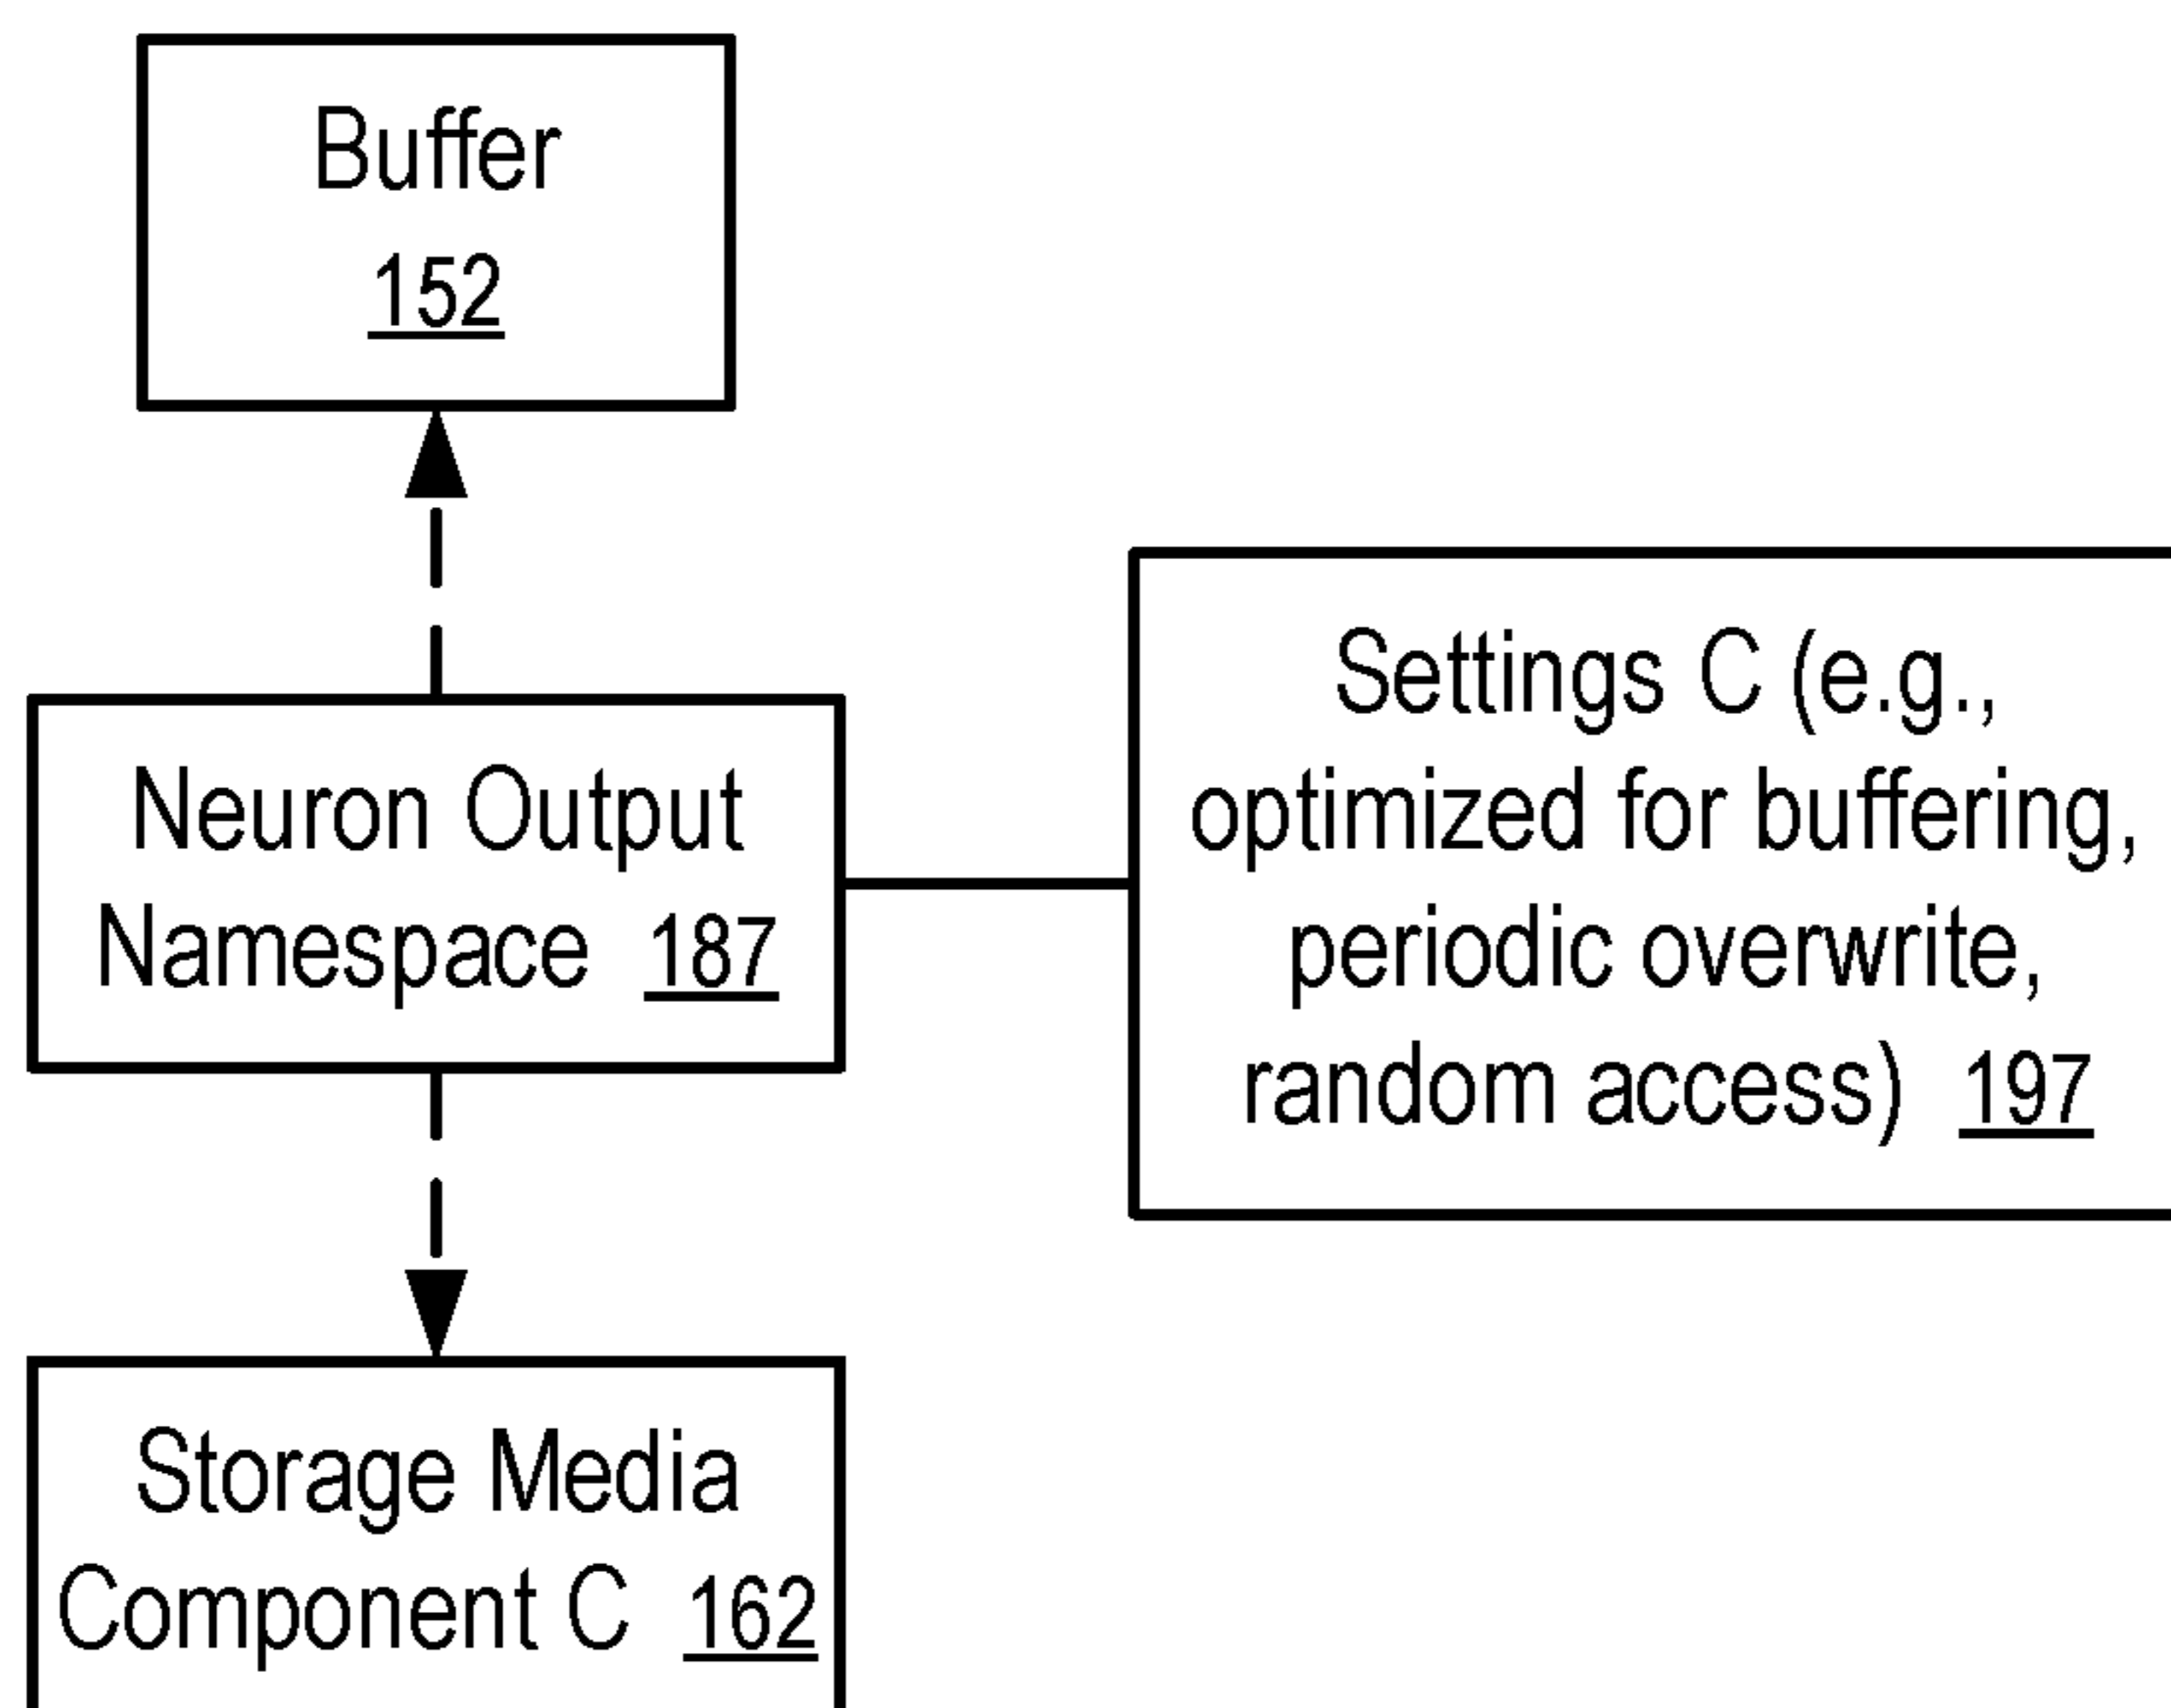 Buffer
152
Neuron Output
Namespace 187
Settings C (e.g.,
optimized for buffering,
periodic overwrite,
random access) 197
Storage Media
Component C 162